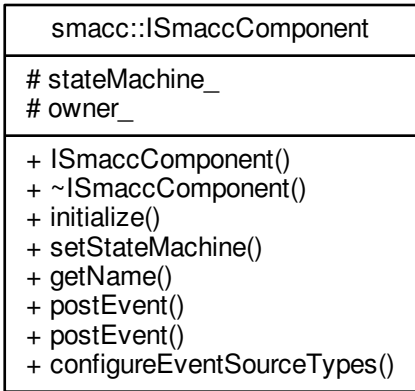 smacc::ISmaccComponent
# stateMachine_
# owner_
+ ISmaccComponent()
+ ~ISmaccComponent()
+ initialize()
+ setStateMachine()
+ getName()
+ postEvent()
+ postEvent()
+ configureEventSourceTypes()